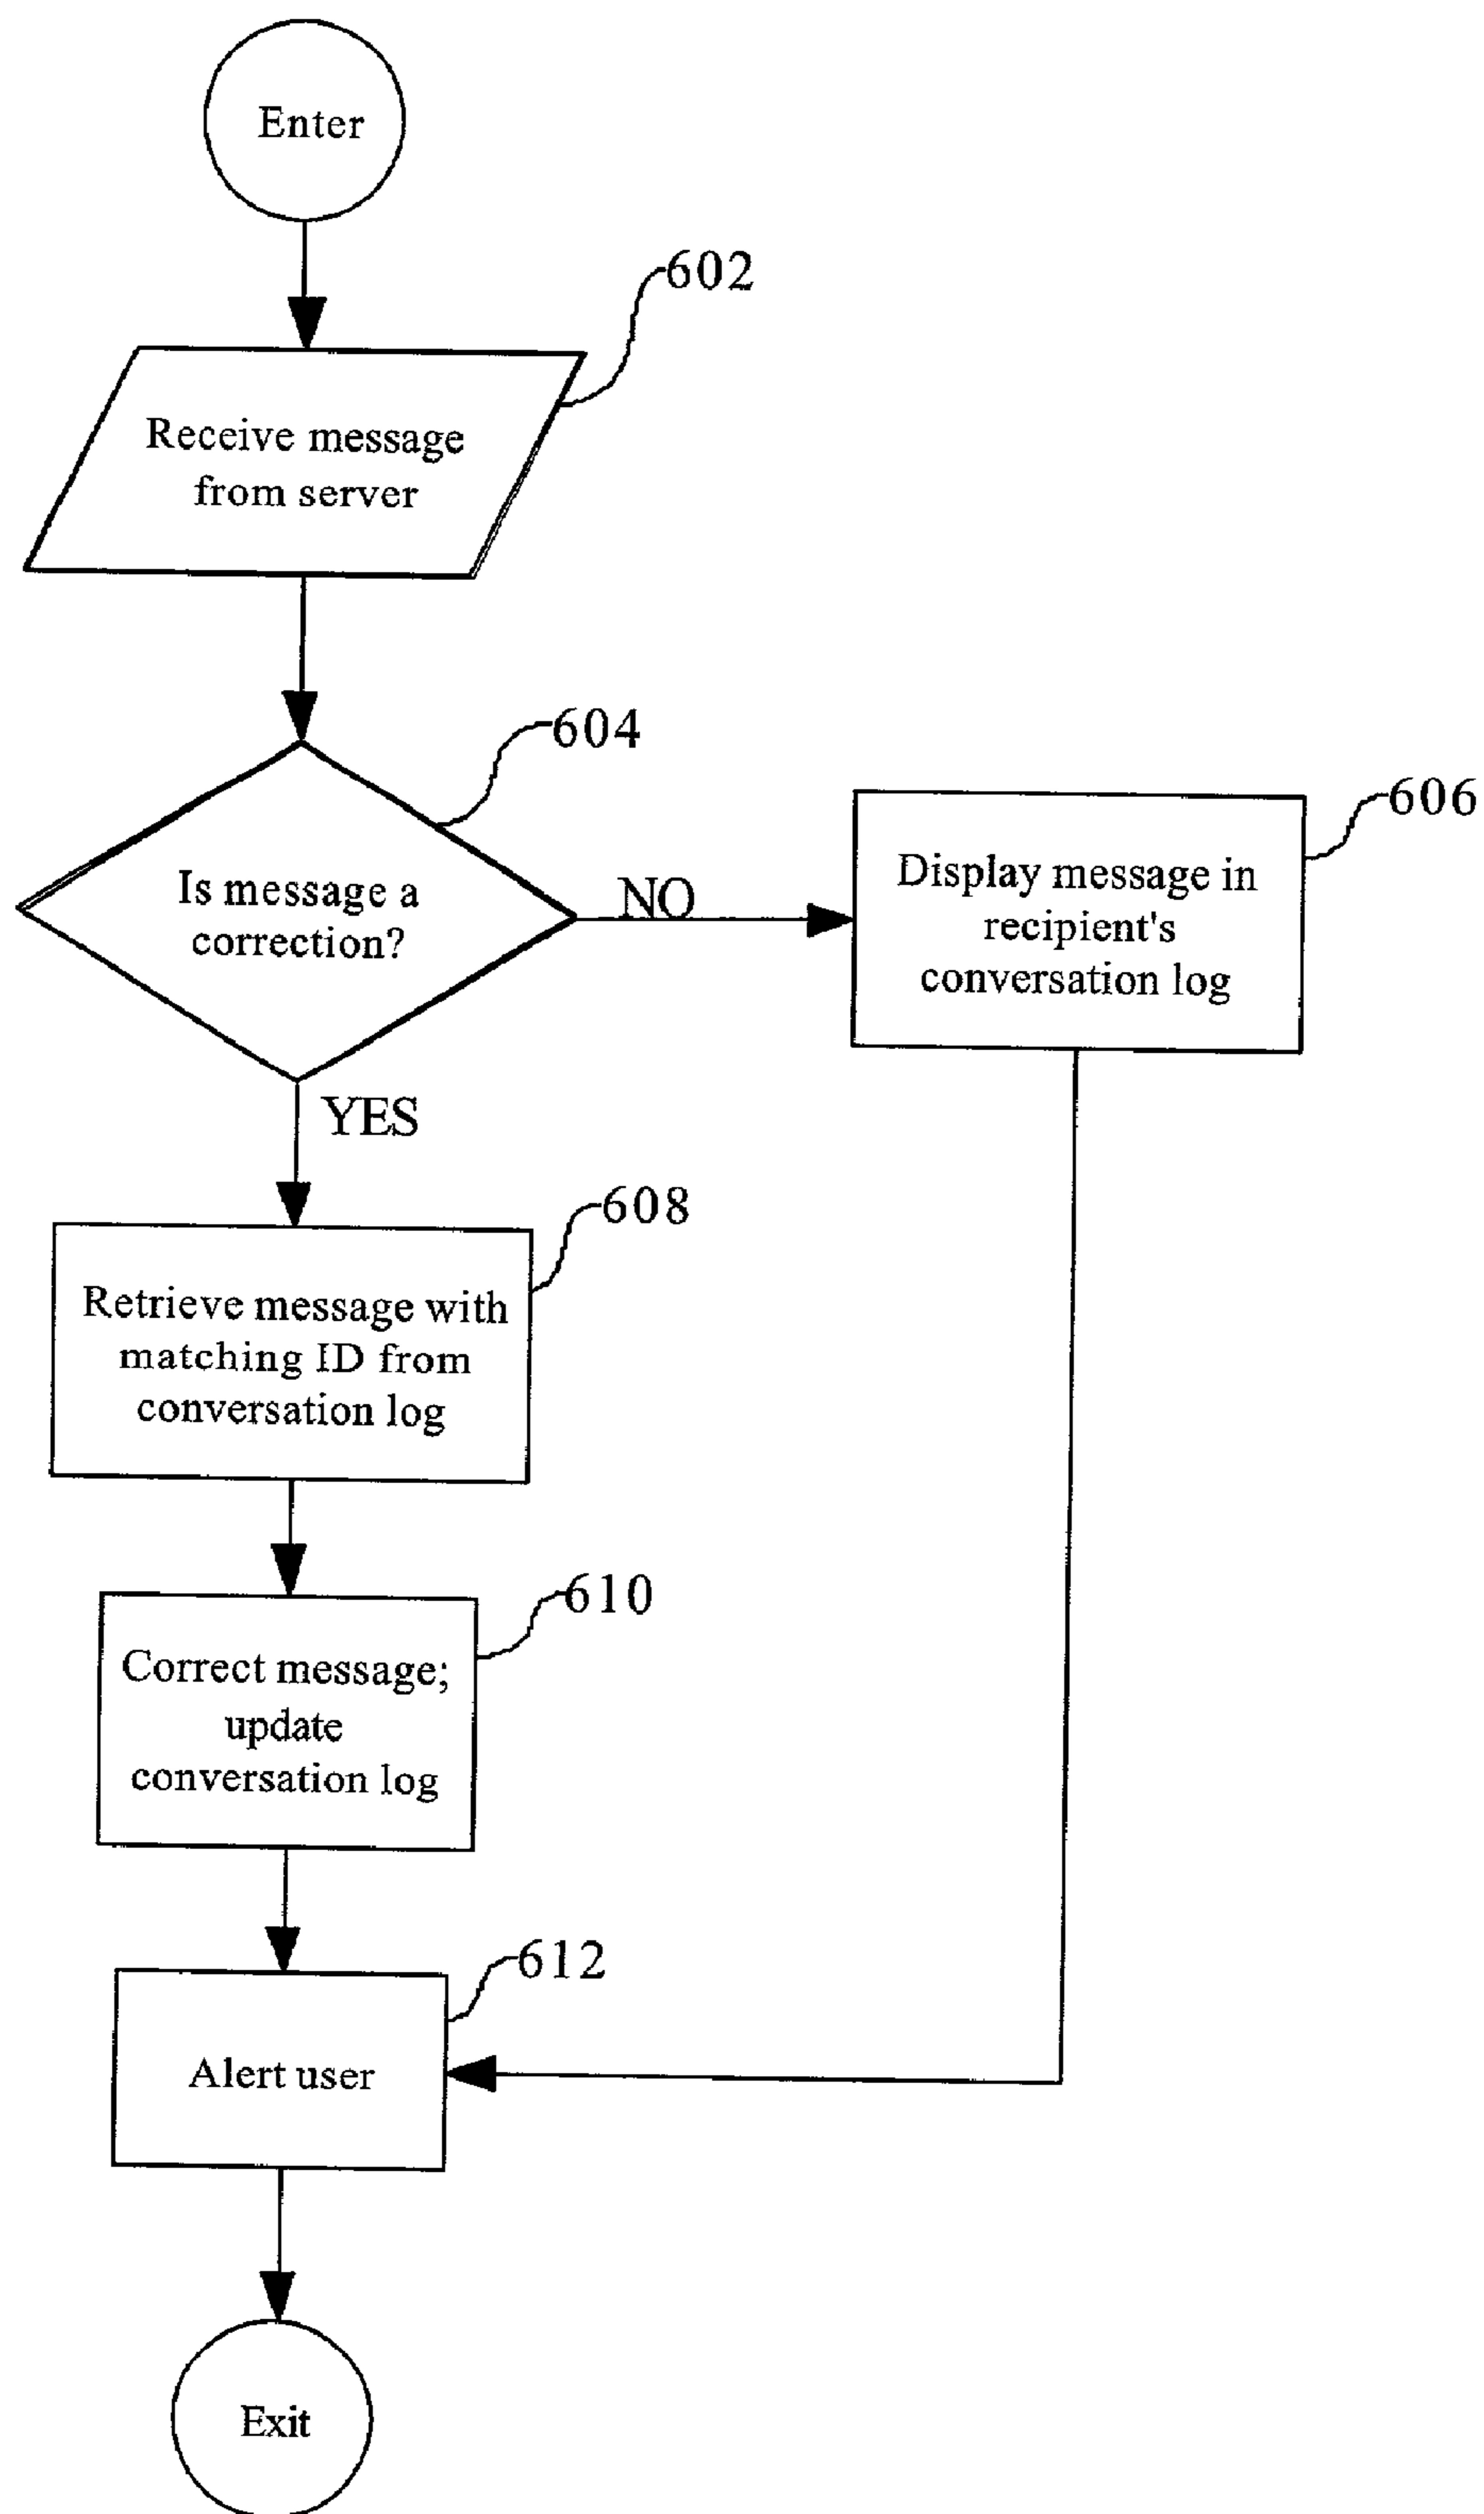 Enter
602
Receive message
from server
604
Is message a
correction?
NO
606
Display message in
recipient's
conversation log
YES
608
Retrieve message with
matching ID from
conversation log
610
Correct message;
update
conversation log
612
Alert user
Exit